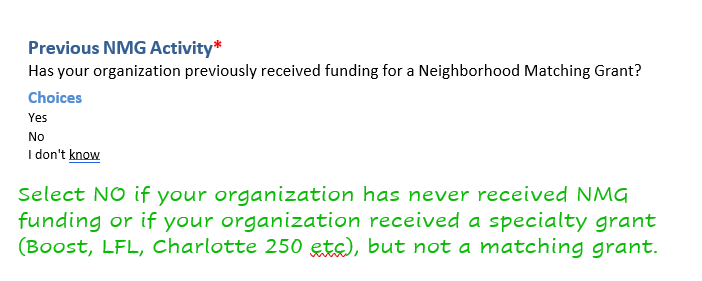 Previous NMG Activity*
Has your organization previously received funding for a Neighborhood Matching Grant?
Choices
Yes
No
I don't know
Select NO if your organization has never received NMG
funding or if your organization received a specialty grant
(Boost, LFL, Charlotte 250 etc), but not a matching grant.